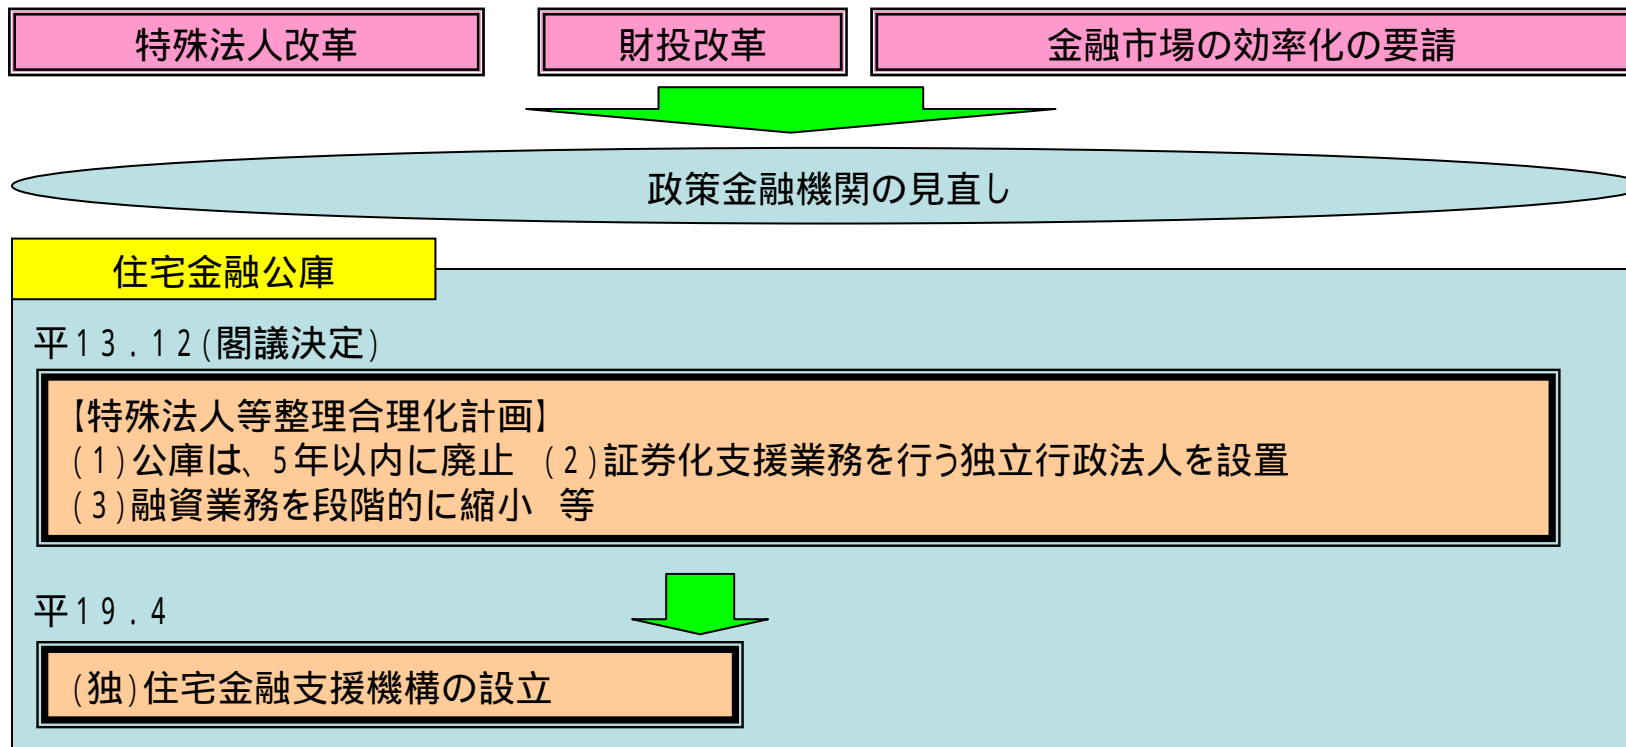 特殊法人改革 財投改革 金融市場の効率化の要請
政策金融機関の見直し
住宅金融公庫
平13.12(閣議決定)
【特殊法人等整理合理化計画】
(1)公庫は、5年以内に廃止 (2)証券化支援業務を行う独立行政法人を設置
(3)融資業務を段階的に縮小 等
平19.4
(独)住宅金融支援機構の設立